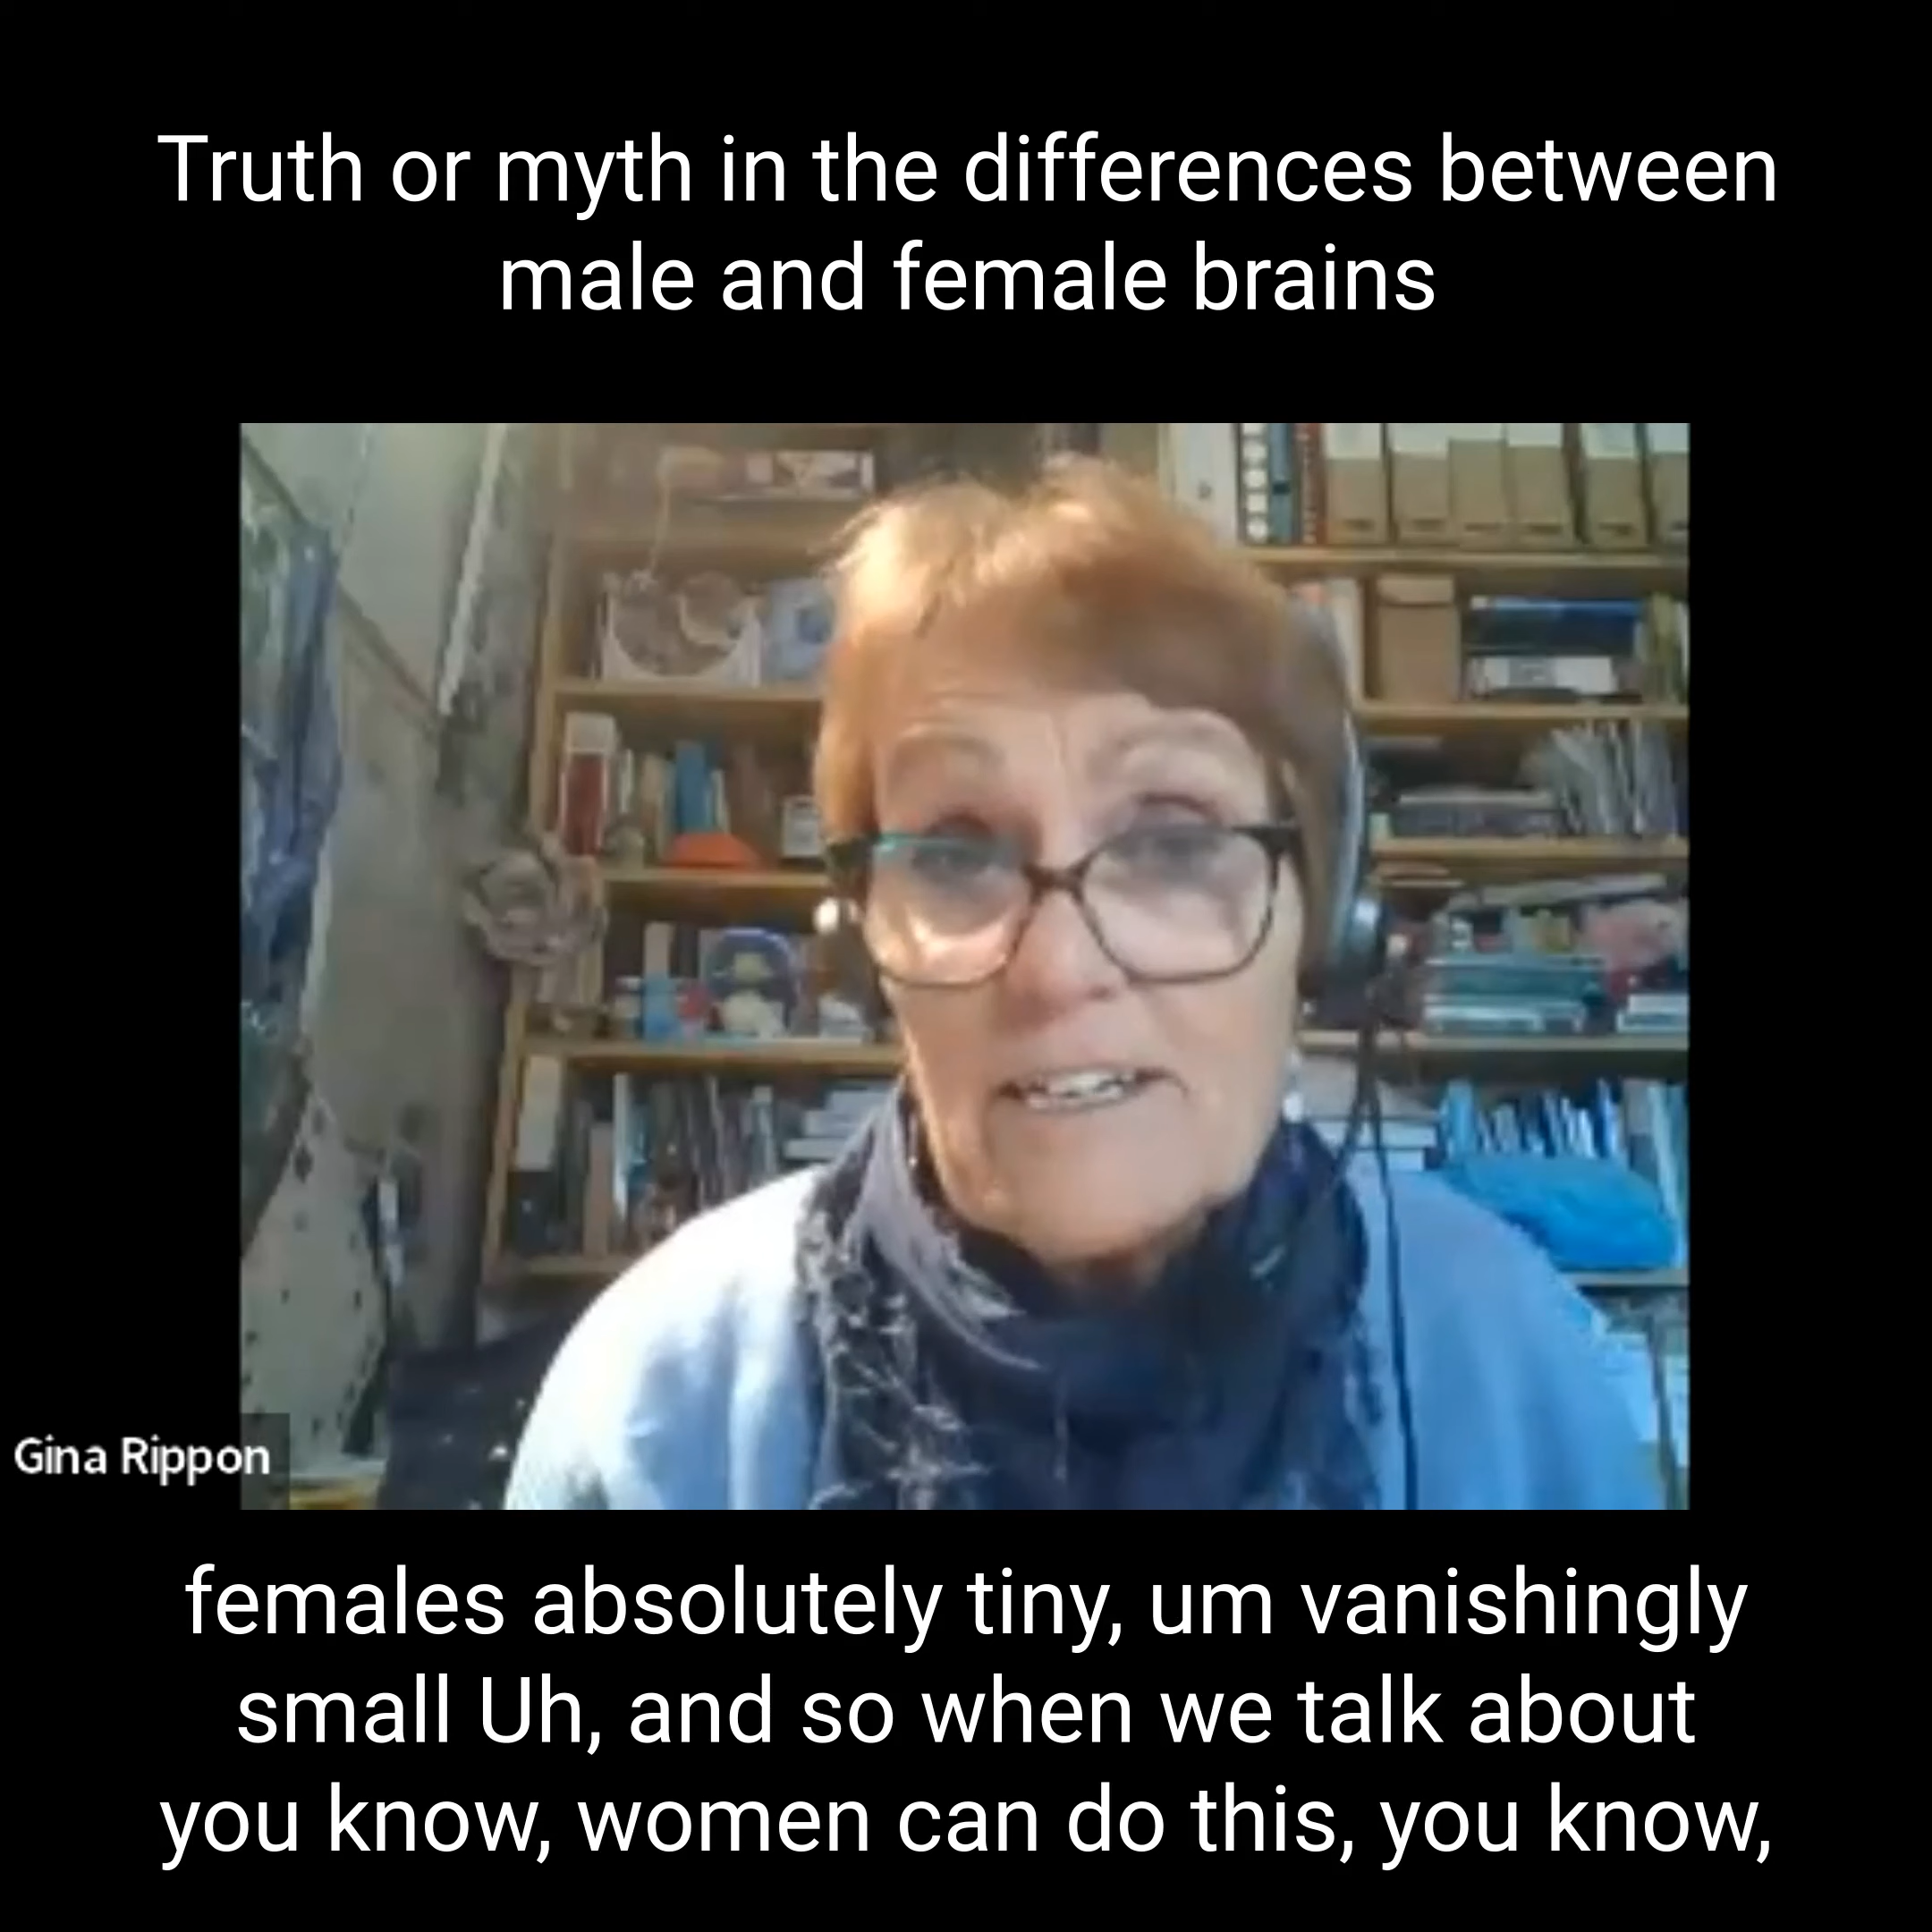 Truth or myth in the differences between
male and female brains
Gina Rippon
females absolutely tiny, um vanishingly
small Uh, and so when we talk about
you know, women can do this, you know,